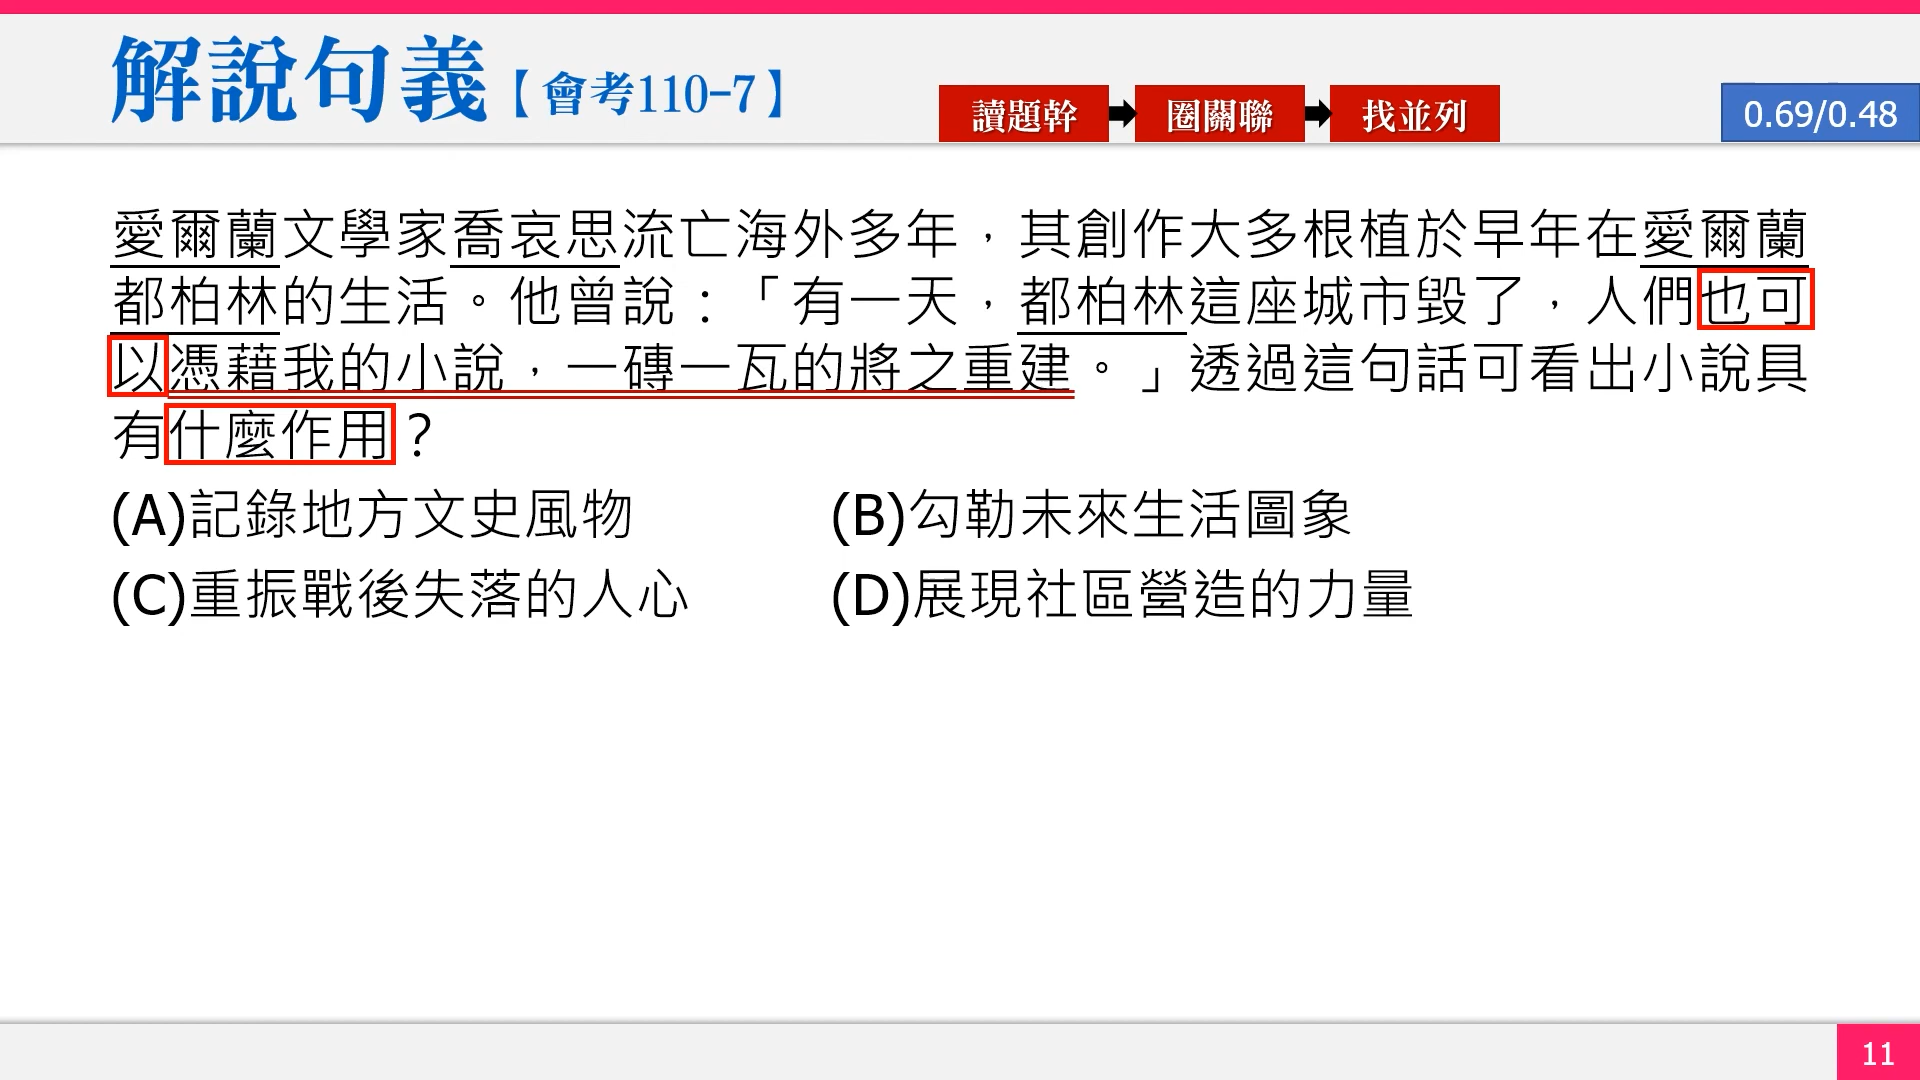 解說句義【會考110-7】
讀題幹➡圈關聯➡找並列
0.69/0.48
愛爾蘭文學家喬哀思流亡海外多年，其創作大多根植於早年在愛爾蘭
都柏林的生活。他曾說：「有一天，都柏林這座城市毀了，人們也可
以憑藉我的小說，一磚一瓦的將之重建。」透過這句話可看出小說具
有什麼作用？
(A)記錄地方文史風物 (B)勾勒未來生活圖象
(C)重振戰後失落的人心 (D)展現社區營造的力量
11